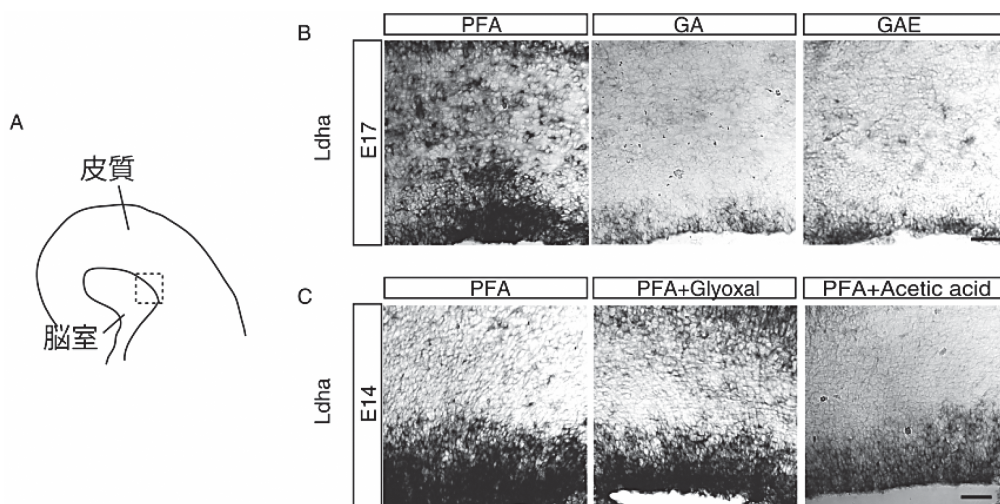 A
皮質
脳室
B
PFA
GA
GAE
Ldha
E17
C
PFA
PFA+Glyoxal
PFA+Acetic acid
Ldha
E14